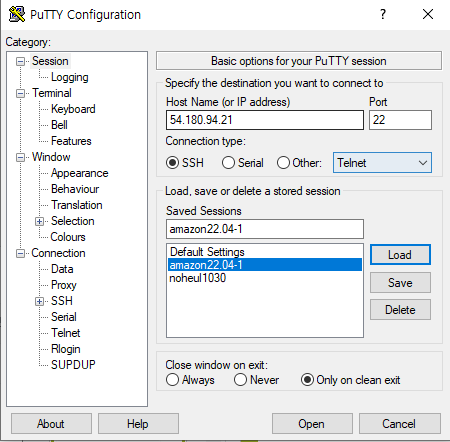 PuTTY Configuration
? ×
Category:
Session
Logging
Terminal
Keyboard
Bell
Features
Window
Appearance
Behaviour
Translation
Selection
Colours
Connection
Data
Proxy
SSH
Serial
Telnet
Rlogin
SUPDUP
Basic options for your PuTTY session
Specify the destination you want to connect to
Host Name (or IP address) Port
54.180.94.21 22
Connection type:
SSH Serial Other: Telnet
Load, save or delete a stored session
Saved Sessions
amazon22.04-1
Default Settings
amazon22.04-1
noheul1030
Load
Save
Delete
Close window on exit:
Always Never Only on clean exit
About Help Open Cancel